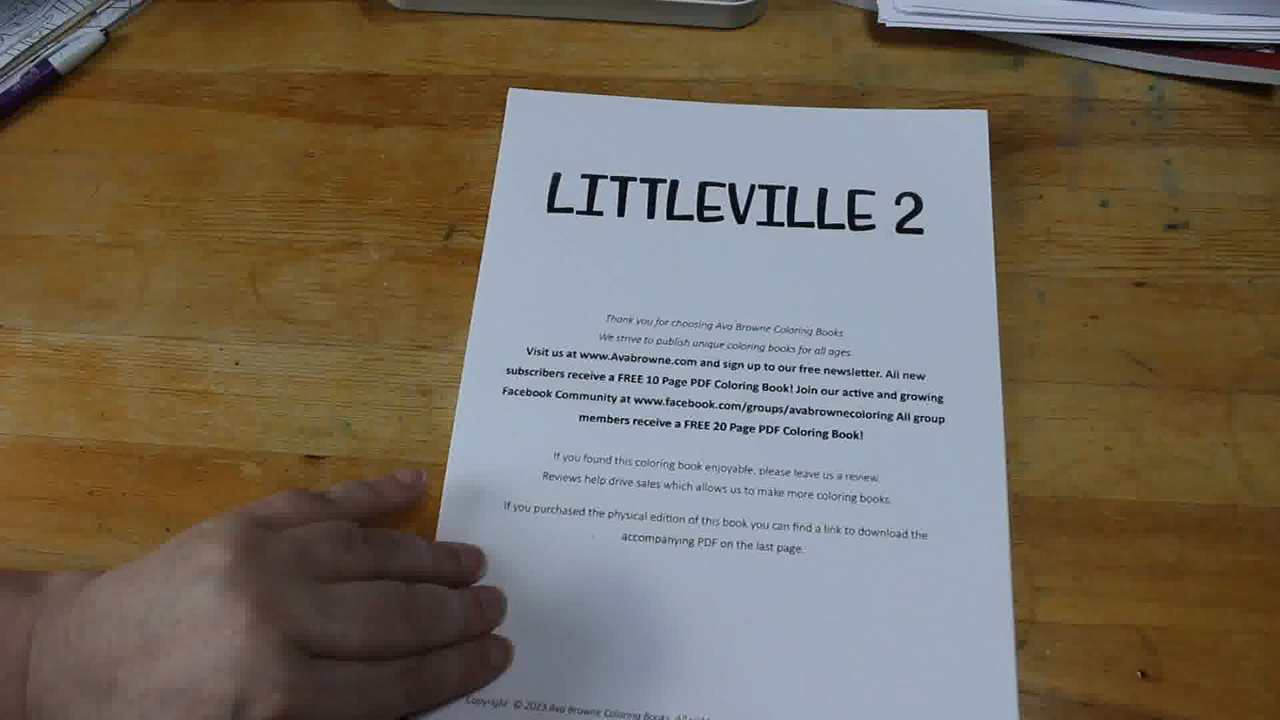 LITTLEVILLE 2
Thank you for choosing Ava Browne Coloring Books
We strive to publish unique coloring books for all ages.
Visit us at www.Avabrowne.com and sign up to our free newsletter. All new
subscribers receive a FREE 10 Page PDF Coloring Book! Join our active and growing
Facebook Community at www.facebook.com/groups/avabrownecoloring All group
members receive a FREE 20 Page PDF Coloring Book!
If you found this coloring book enjoyable, please leave us a review.
Reviews help drive sales which allows us to make more coloring books.
If you purchased the physical edition of this book you can find a link to download the
accompanying PDF on the last page.
Copyright © 2023 Ava Browne Coloring Books.